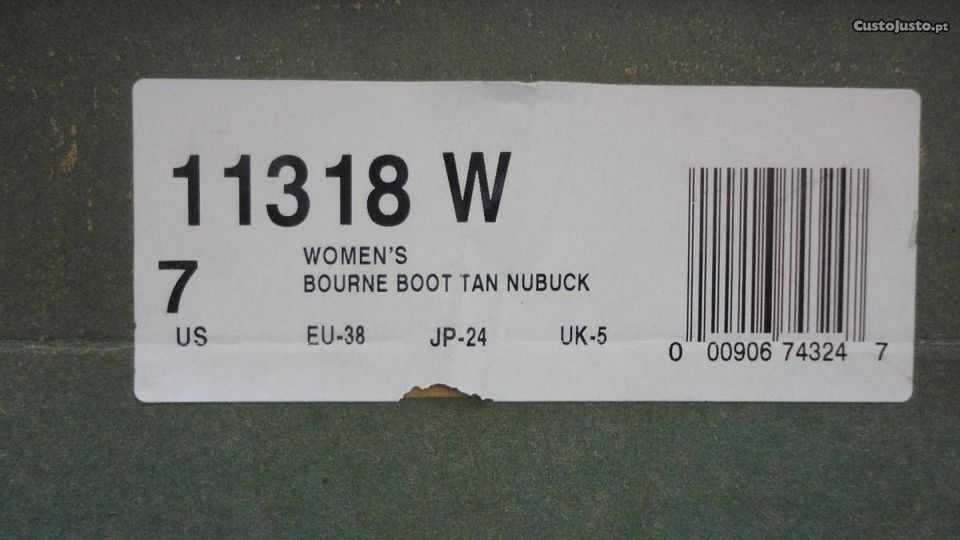 CustoJusto.pt
11318 W
WOMEN'S
7
BOURNE BOOT TAN NUBUCK
US EU-38 JP-24 UK-5
0 00906 74324 7